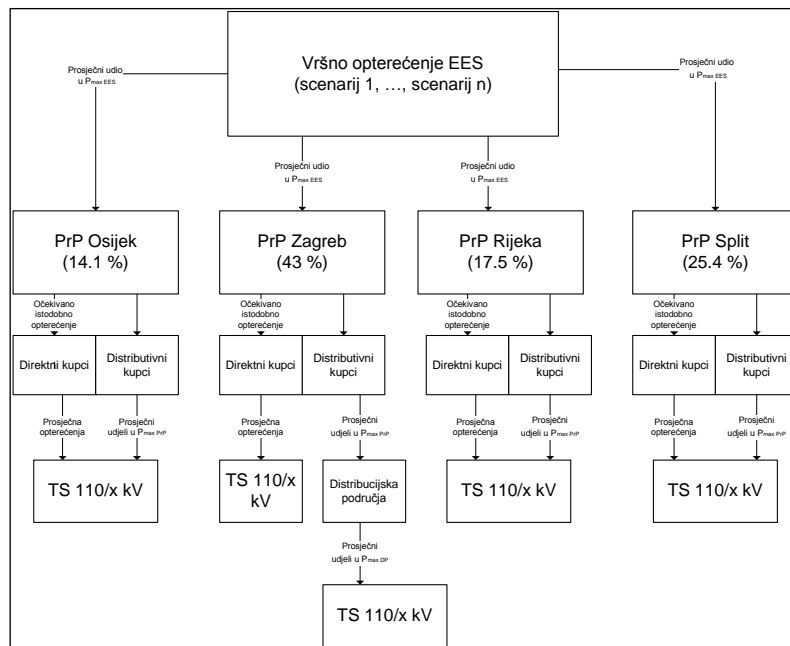 Vršno opterećenje EES
(scenarij 1, …, scenarij n)
Prosječni udio
u Pmax EES
Prosječni udio
u Pmax EES
Prosječni udio
u Pmax EES
Prosječni udio
u Pmax EES
PrP Osijek
(14.1 %)
PrP Zagreb
(43 %)
PrP Rijeka
(17.5 %)
PrP Split
(25.4 %)
Očekivano
istodobno
opterećenje
Očekivano
istodobno
opterećenje
Očekivano
istodobno
opterećenje
Očekivano
istodobno
opterećenje
Direktni kupci
Distributivni
kupci
Direktni kupci
Distributivni
kupci
Direktni kupci
Distributivni
kupci
Direktni kupci
Distributivni
kupci
Prosječna
opterećenja
Prosječni
udjeli u Pmax PrP
Prosječna
opterećenja
Prosječni
udjeli u Pmax PrP
Prosječna
opterećenja
Prosječni
udjeli u Pmax PrP
Prosječna
opterećenja
Prosječni
udjeli u Pmax PrP
TS 110/x kV
TS 110/x
kV
Distribucijska
područja
TS 110/x kV
TS 110/x kV
Prosječni
udjeli u Pmax DP
TS 110/x kV